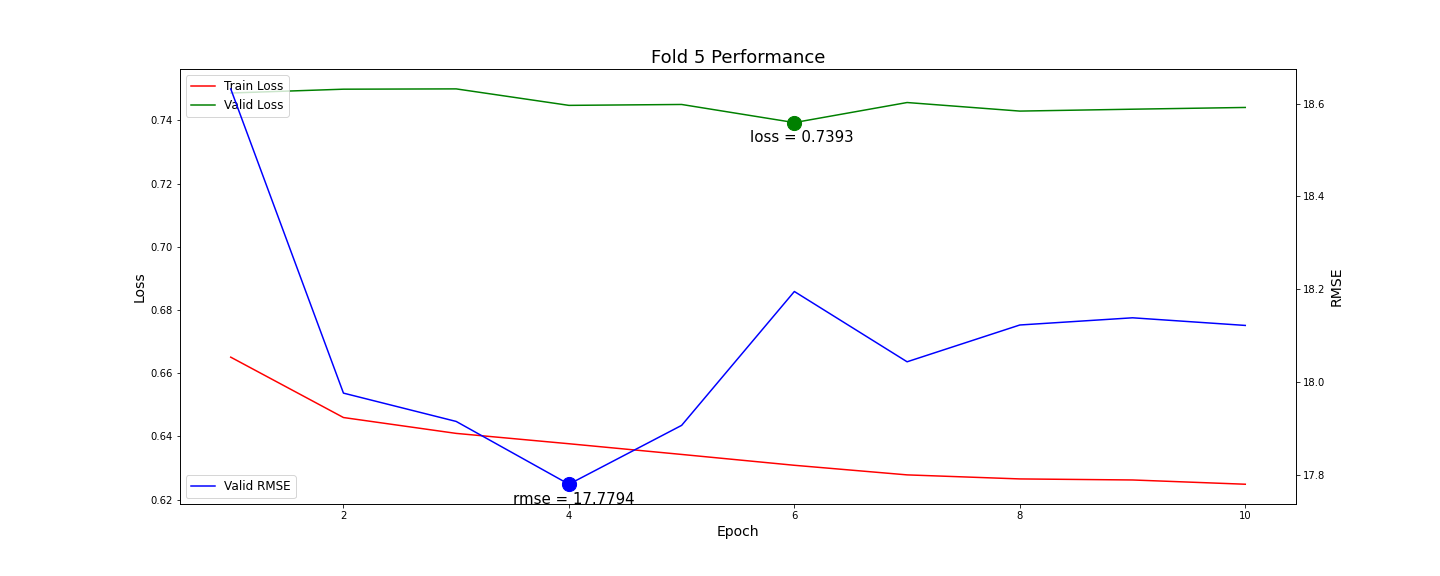 Fold 5 Performance
Train Loss
Valid Loss
Valid RMSE
loss = 0.7393
rmse = 17.7794
Loss
0.74
0.72
0.70
0.68
0.66
0.64
0.62
RMSE
18.6
18.4
18.2
18.0
17.8
2
4
6
8
10
Epoch